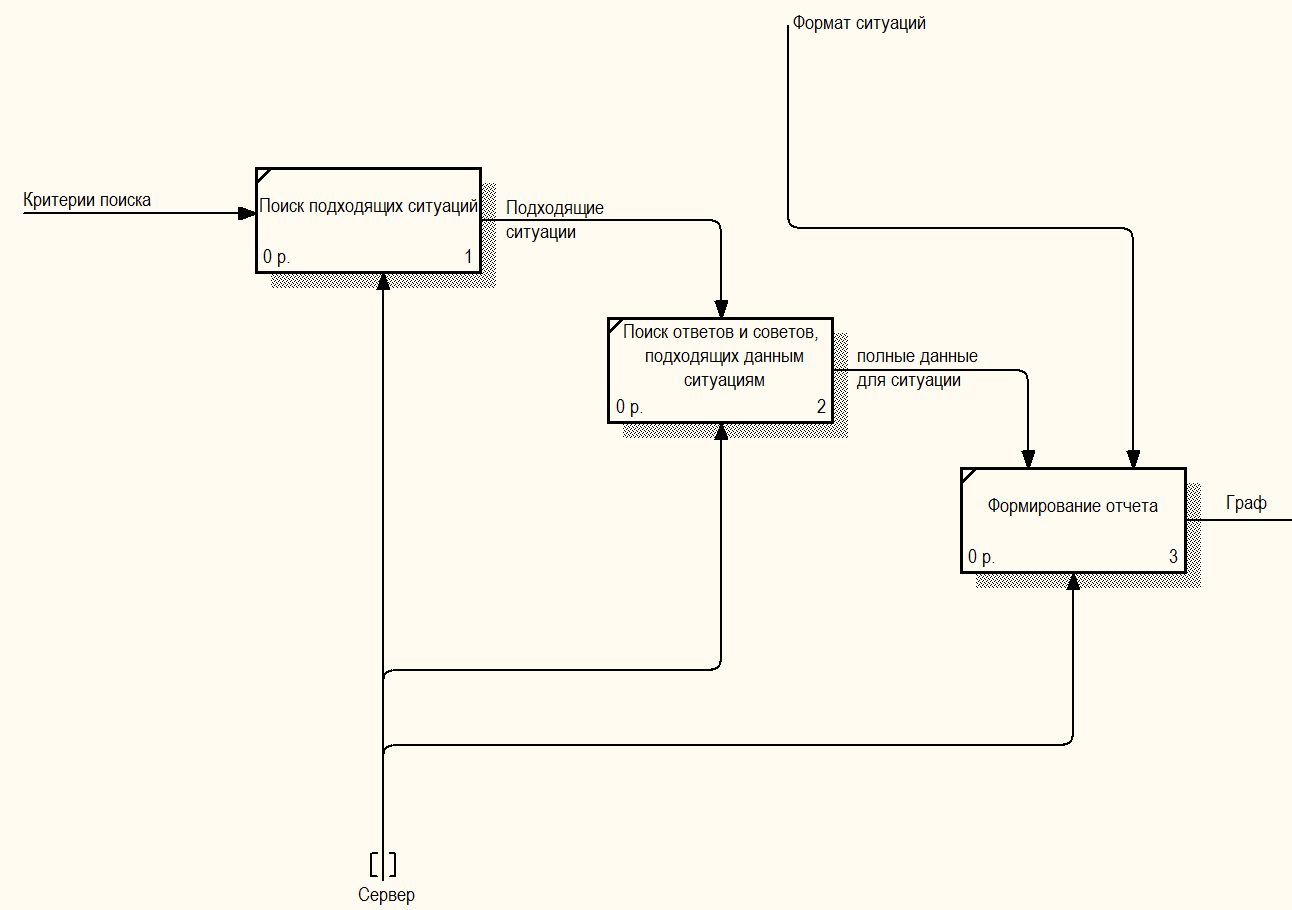 Формат ситуаций
Критерии поиска
Поиск подходящих ситуаций
0 р.
1
Подходящие
ситуации
Поиск ответов и советов,
подходящих данным
ситуациям
0 р.
2
полные данные
для ситуации
Формирование отчета
0 р.
3
Граф
Сервер